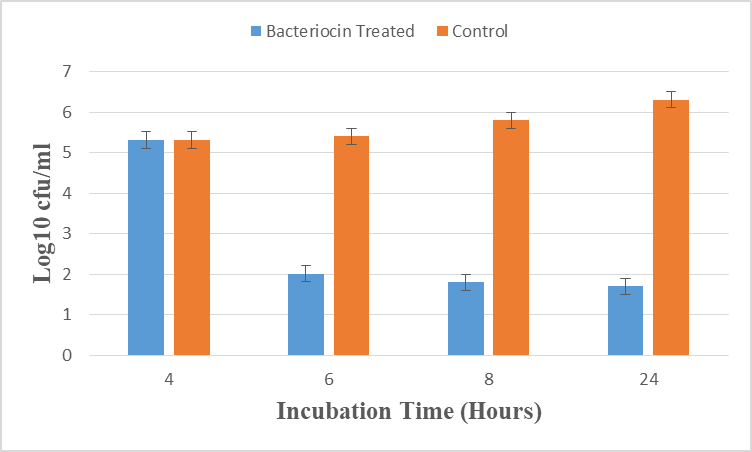 Bacteriocin Treated Control
7
6
5
4
3
2
1
0
Log10 cfu/ml
4 6 8 24
Incubation Time (Hours)